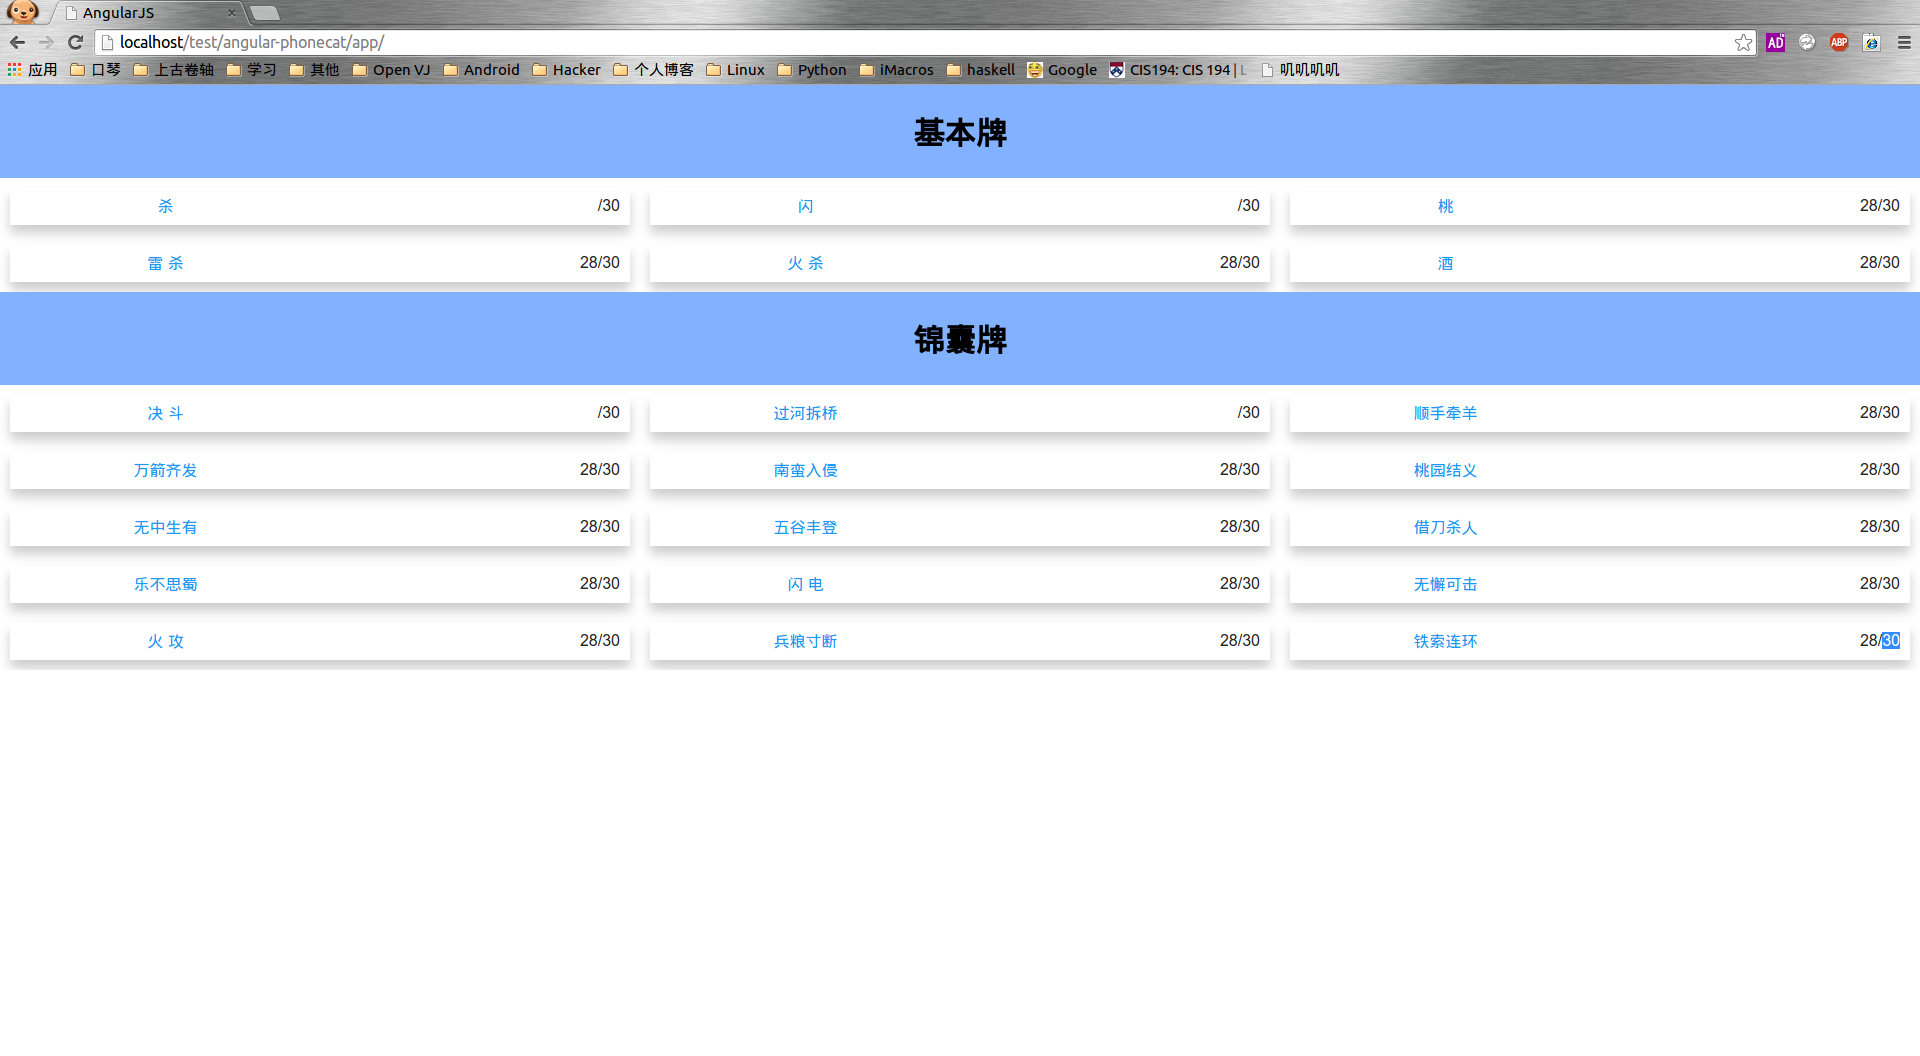 AngularJS
localhost/test/angular-phonecat/app/
应用 口琴 上古卷轴 学习 其他 Open VJ Android Hacker 个人博客 Linux Python iMacros haskell Google CIS194: CIS 194 | L 叽叽叽叽
AD ABP
基本牌
杀 /30 闪 /30 桃 28/30
雷 杀 28/30 火 杀 28/30 酒 28/30
锦囊牌
决 斗 /30 过河拆桥 /30 顺手牵羊 28/30
万箭齐发 28/30 南蛮入侵 28/30 桃园结义 28/30
无中生有 28/30 五谷丰登 28/30 借刀杀人 28/30
乐不思蜀 28/30 闪 电 28/30 无懈可击 28/30
火 攻 28/30 兵粮寸断 28/30 铁索连环 28/30